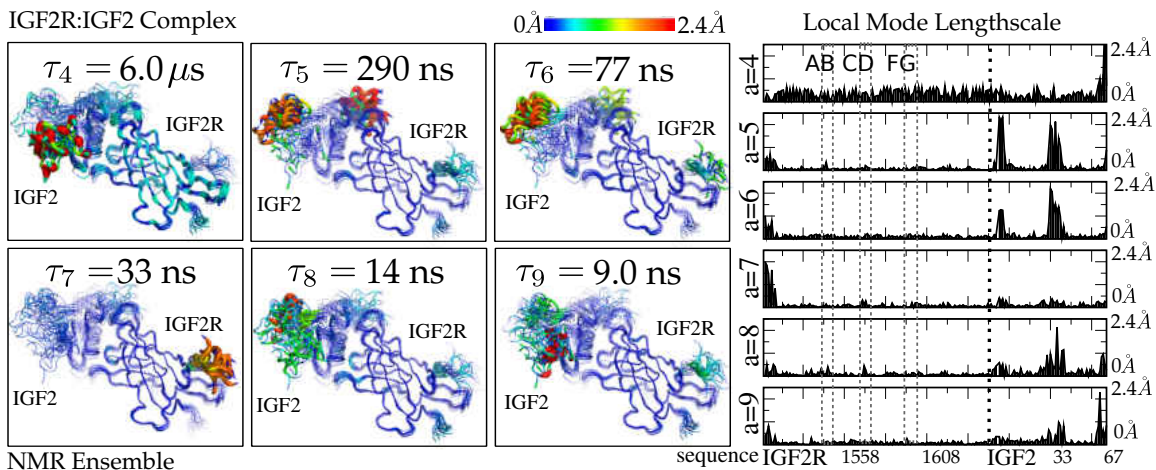 IGF2R:IGF2 Complex
0Å 2.4Å
Local Mode Lengthscale
τ4 = 6.0 μs
IGF2R
IGF2
τ5 = 290 ns
IGF2R
IGF2
τ6 = 77 ns
IGF2R
IGF2
τ7 = 33 ns
IGF2R
IGF2
τ8 = 14 ns
IGF2R
IGF2
τ9 = 9.0 ns
IGF2R
IGF2
NMR Ensemble
a=4
AB CD FG
2.4Å
0Å
a=5
a=6
2.4Å
0Å
a=7
2.4Å
0Å
a=8
2.4Å
0Å
a=9
2.4Å
0Å
sequence IGF2R 1558 1608 IGF2 33 67